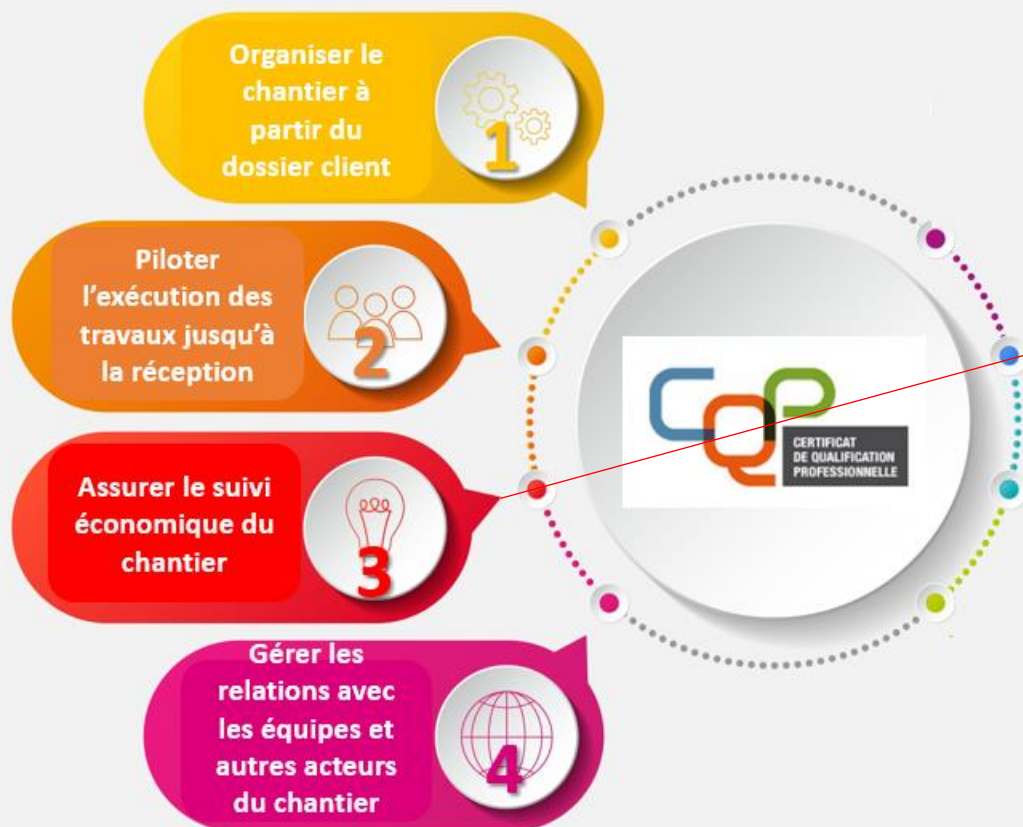 Organiser le
chantier à
partir du
dossier client
1
Piloter
l'exécution des
travaux jusqu'à
la réception
2
Assurer le suivi
économique du
chantier
3
Gérer les
relations avec
les équipes et
autres acteurs
du chantier
4
CQP
CERTIFICAT
DE QUALIFICATION
PROFESSIONNELLE